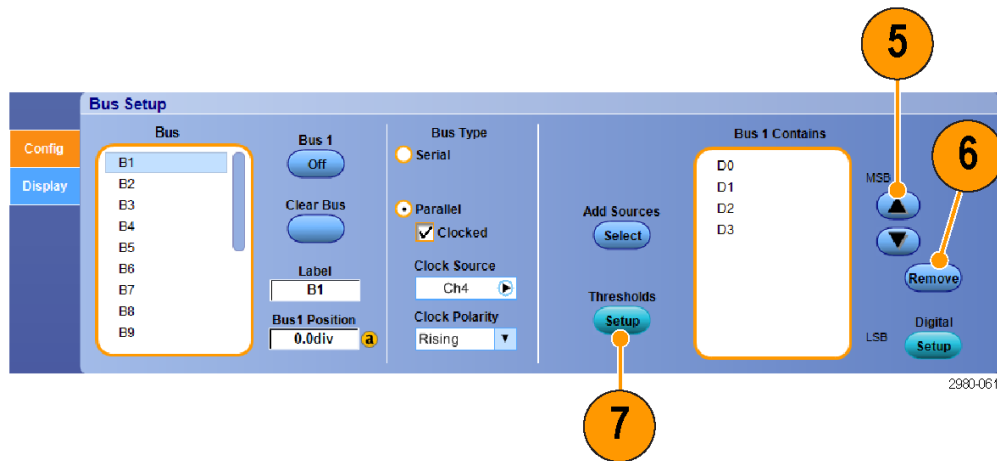 5
Bus Setup
Config
Display
Bus
B1
B2
B3
B4
B5
B6
B7
B8
B9
Bus 1
Off
Clear Bus
Label
B1
Bus1 Position
0.0div
a
Bus Type
Serial
Parallel
Clocked
Clock Source
Ch4
Clock Polarity
Rising
Add Sources
Select
Thresholds
Setup
Bus 1 Contains
D0
D1
D2
D3
MSB
6
Remove
LSB
Digital
Setup
2980-061
7